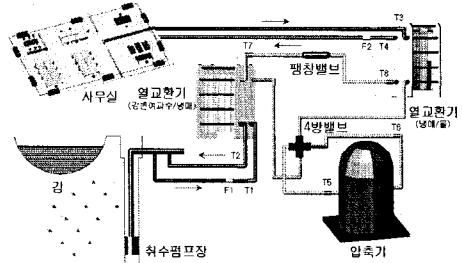 T3
F2 T4
T7
팽창밸브
T8
사무실
열교환기
(강변여과수/냉매)
열교환기
(냉매/물)
4방밸브
T6
T2
강
F1 T1
T5
취수펌프장
압축기